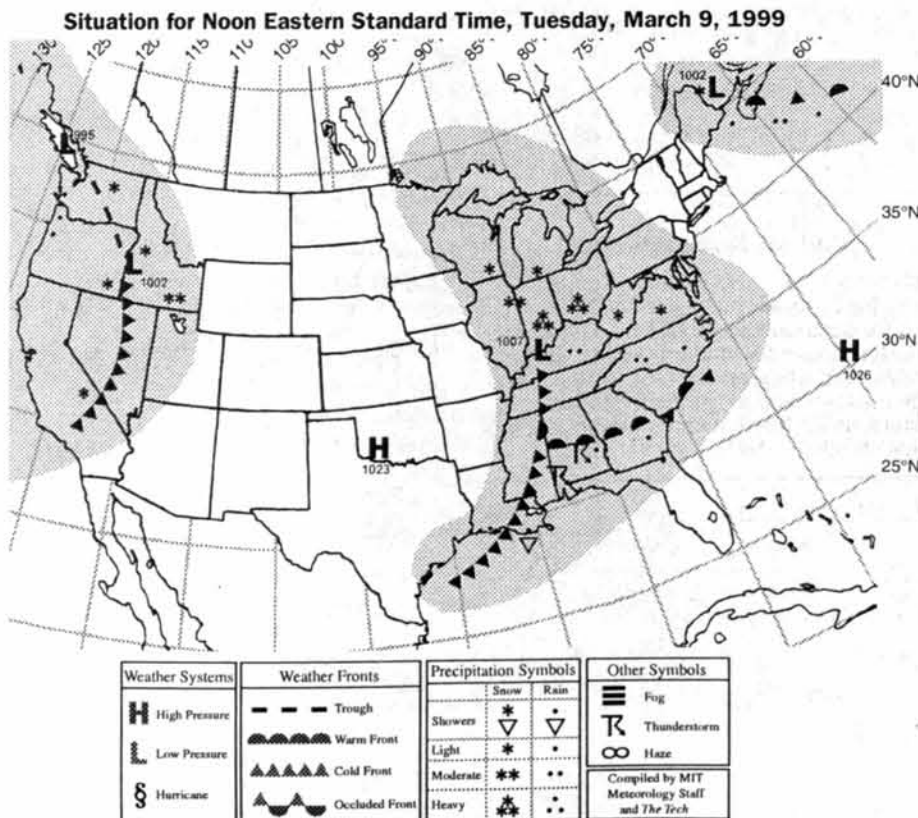 Situation for Noon Eastern Standard Time, Tuesday, March 9, 1999
130°
125°
120°
115°
110°
105°
100°
95°
90°
85°
80°
75°
70°
65°
60°
40°N
35°N
30°N
25°N
1002
L
L
995
L
1002
1007
L
H
1026
H
1023
Weather Systems
H High Pressure
L Low Pressure
§ Hurricane
Weather Fronts
Trough
Warm Front
Cold Front
Occluded Front
Precipitation Symbols
Snow Rain
Showers
Light
Moderate
Heavy
Other Symbols
Fog
Thunderstorm
Haze
Compiled by MIT
Meteorology Staff
and The Tech